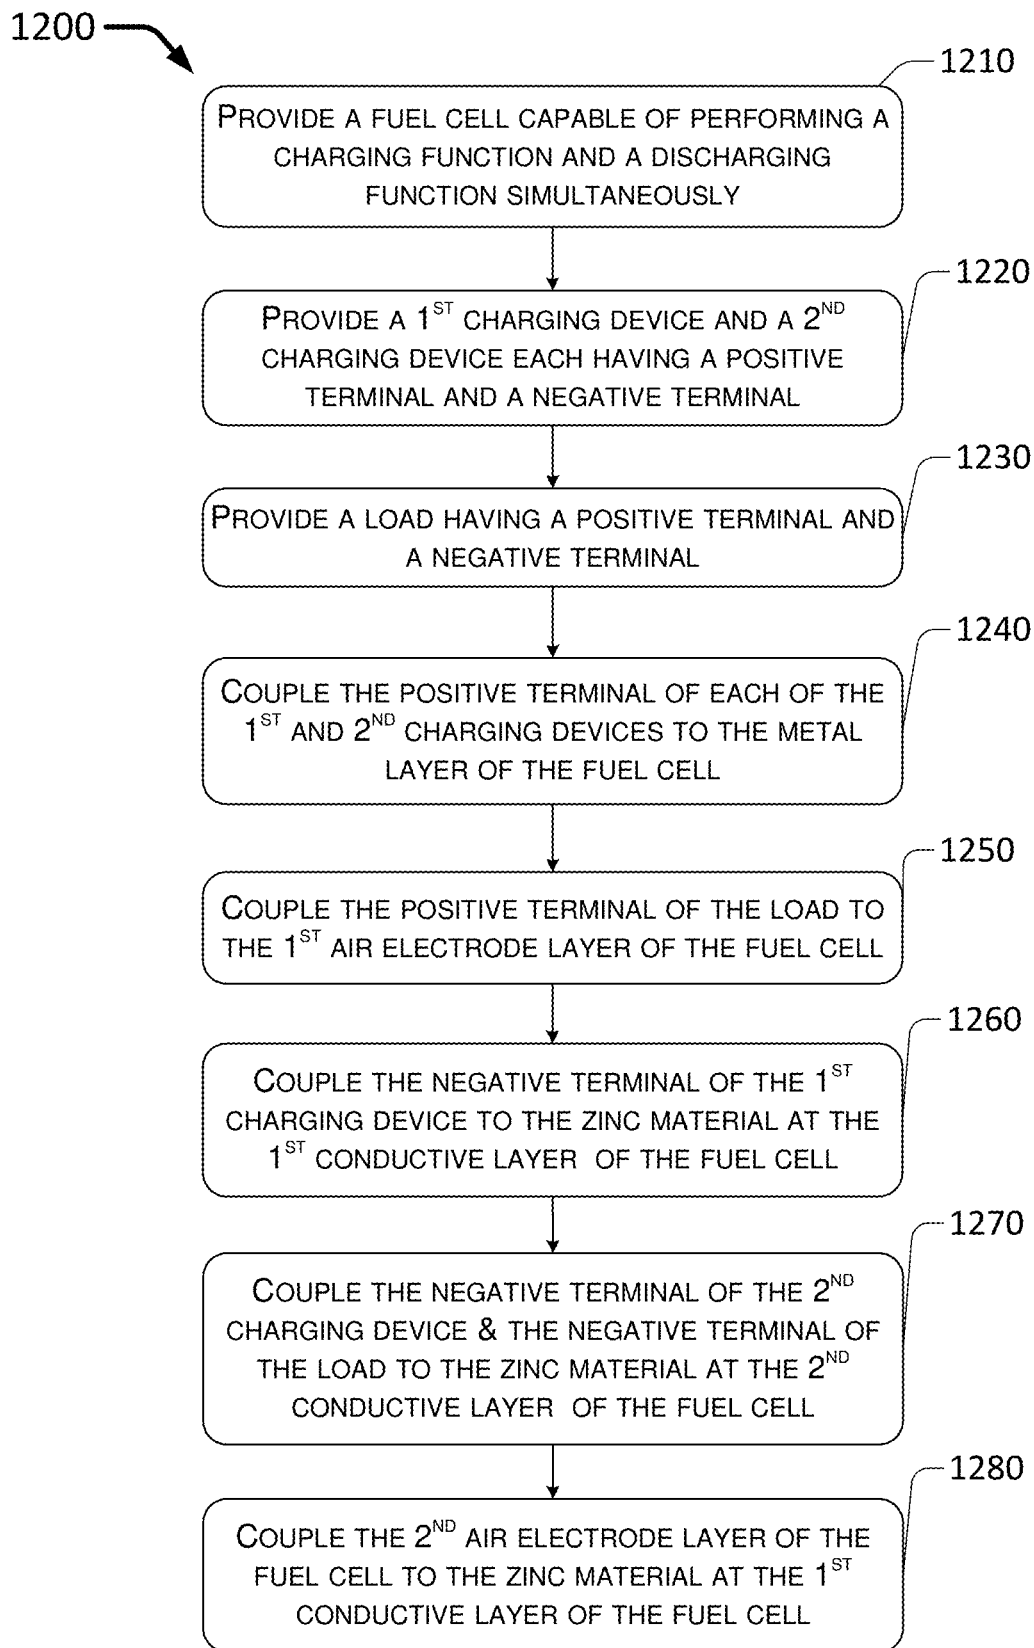 1200
1210
PROVIDE A FUEL CELL CAPABLE OF PERFORMING A
CHARGING FUNCTION AND A DISCHARGING
FUNCTION SIMULTANEOUSLY
1220
PROVIDE A 1ST CHARGING DEVICE AND A 2ND
CHARGING DEVICE EACH HAVING A POSITIVE
TERMINAL AND A NEGATIVE TERMINAL
1230
PROVIDE A LOAD HAVING A POSITIVE TERMINAL AND
A NEGATIVE TERMINAL
1240
COUPLE THE POSITIVE TERMINAL OF EACH OF THE
1ST AND 2ND CHARGING DEVICES TO THE METAL
LAYER OF THE FUEL CELL
1250
COUPLE THE POSITIVE TERMINAL OF THE LOAD TO
THE 1ST AIR ELECTRODE LAYER OF THE FUEL CELL
1260
COUPLE THE NEGATIVE TERMINAL OF THE 1ST
CHARGING DEVICE TO THE ZINC MATERIAL AT THE
1ST CONDUCTIVE LAYER OF THE FUEL CELL
1270
COUPLE THE NEGATIVE TERMINAL OF THE 2ND
CHARGING DEVICE & THE NEGATIVE TERMINAL OF
THE LOAD TO THE ZINC MATERIAL AT THE 2ND
CONDUCTIVE LAYER OF THE FUEL CELL
1280
COUPLE THE 2ND AIR ELECTRODE LAYER OF THE
FUEL CELL TO THE ZINC MATERIAL AT THE 1ST
CONDUCTIVE LAYER OF THE FUEL CELL